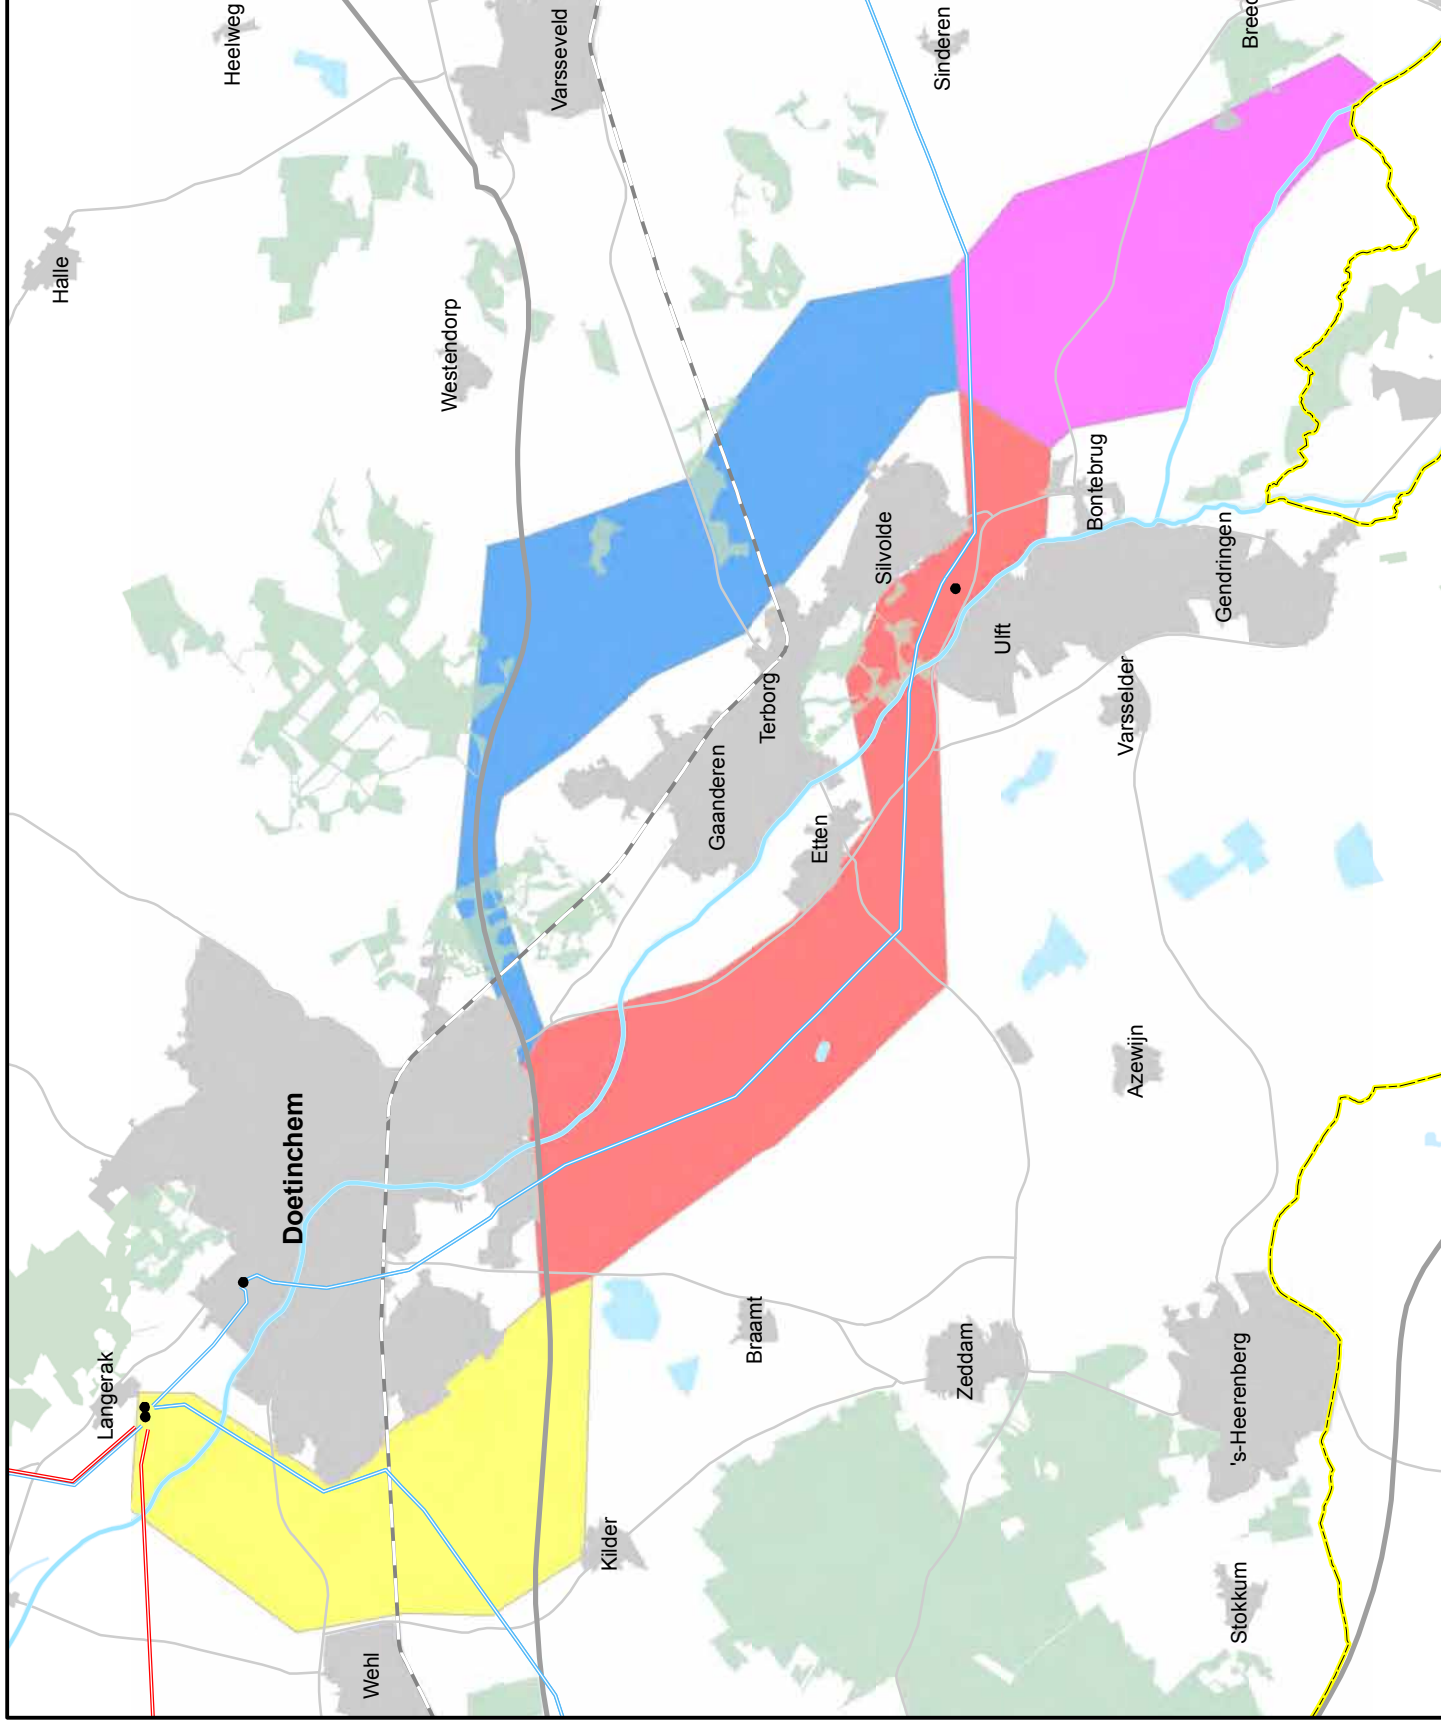 Heelweg
Varsseveld
Sinderen
Breed
Halle
Westendorp
Silvolde
Bontebrug
Gendringen
Ulft
Varsselder
Terborg
Gaanderen
Etten
Azewijn
Doetinchem
Langerak
Braamt
Zeddam
's-Heerenberg
Kilder
Stokkum
Wehl